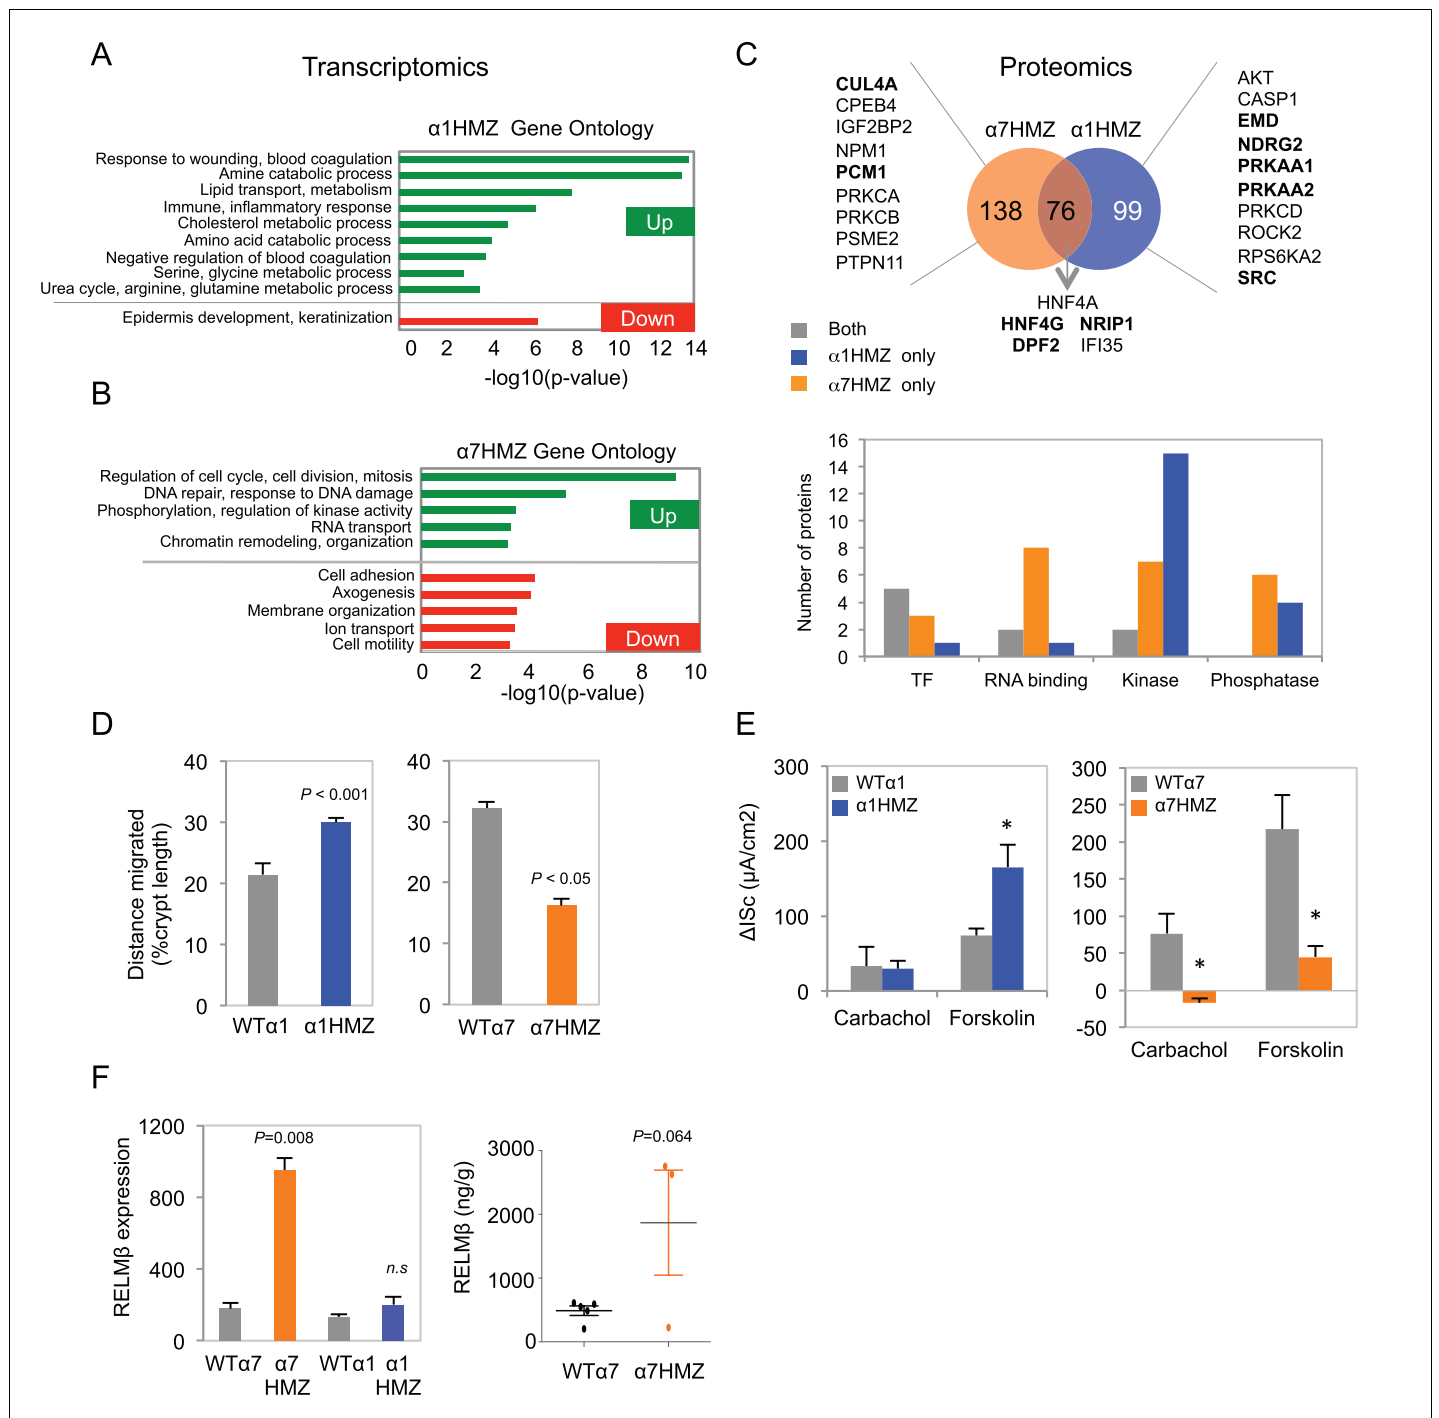 A
Transcriptomics
α1HMZ Gene Ontology
Response to wounding, blood coagulation
Amine catabolic process
Lipid transport, metabolism
Immune, inflammatory response
Cholesterol metabolic process
Amino acid catabolic process
Negative regulation of blood coagulation
Serine, glycine metabolic process
Urea cycle, arginine, glutamine metabolic process
Up
Epidermis development, keratinization
Down
0 2 4 6 8 10 12 14
-log10(p-value)
B
α7HMZ Gene Ontology
Regulation of cell cycle, cell division, mitosis
DNA repair, response to DNA damage
Phosphorylation, regulation of kinase activity
RNA transport
Chromatin remodeling, organization
Up
Cell adhesion
Axogenesis
Membrane organization
Ion transport
Cell motility
Down
0 2 4 6 8 10
-log10(p-value)
C
Proteomics
CUL4A
CPEB4
IGF2BP2
NPM1
PCM1
PRKCA
PRKCB
PSME2
PTPN11
α7HMZ α1HMZ
138 76 99
AKT
CASP1
EMD
NDRG2
PRKAA1
PRKAA2
PRKCD
ROCK2
RPS6KA2
SRC
HNF4A
HNF4G NRIP1
DPF2 IFI35
Both
α1HMZ only
α7HMZ only
Number of proteins
16
14
12
10
8
6
4
2
0
TF RNA binding Kinase Phosphatase
D
Distance migrated
(%crypt length)
40
30
20
10
0
P < 0.001
WTα1 α1HMZ
40
30
20
10
0
P < 0.05
WTα7 α7HMZ
E
ΔISc (μA/cm2)
300
200
100
0
WTα1
α1HMZ
*
Carbachol Forskolin
300
250
200
150
100
50
0
-50
WTα7
α7HMZ
*
*
Carbachol Forskolin
F
RELMβ expression
1200
800
400
0
P=0.008
n.s
WTα7 α7 WTα1 α1
HMZ HMZ
RELMβ (ng/g)
3000
2000
1000
0
P=0.064
WTα7 α7HMZ